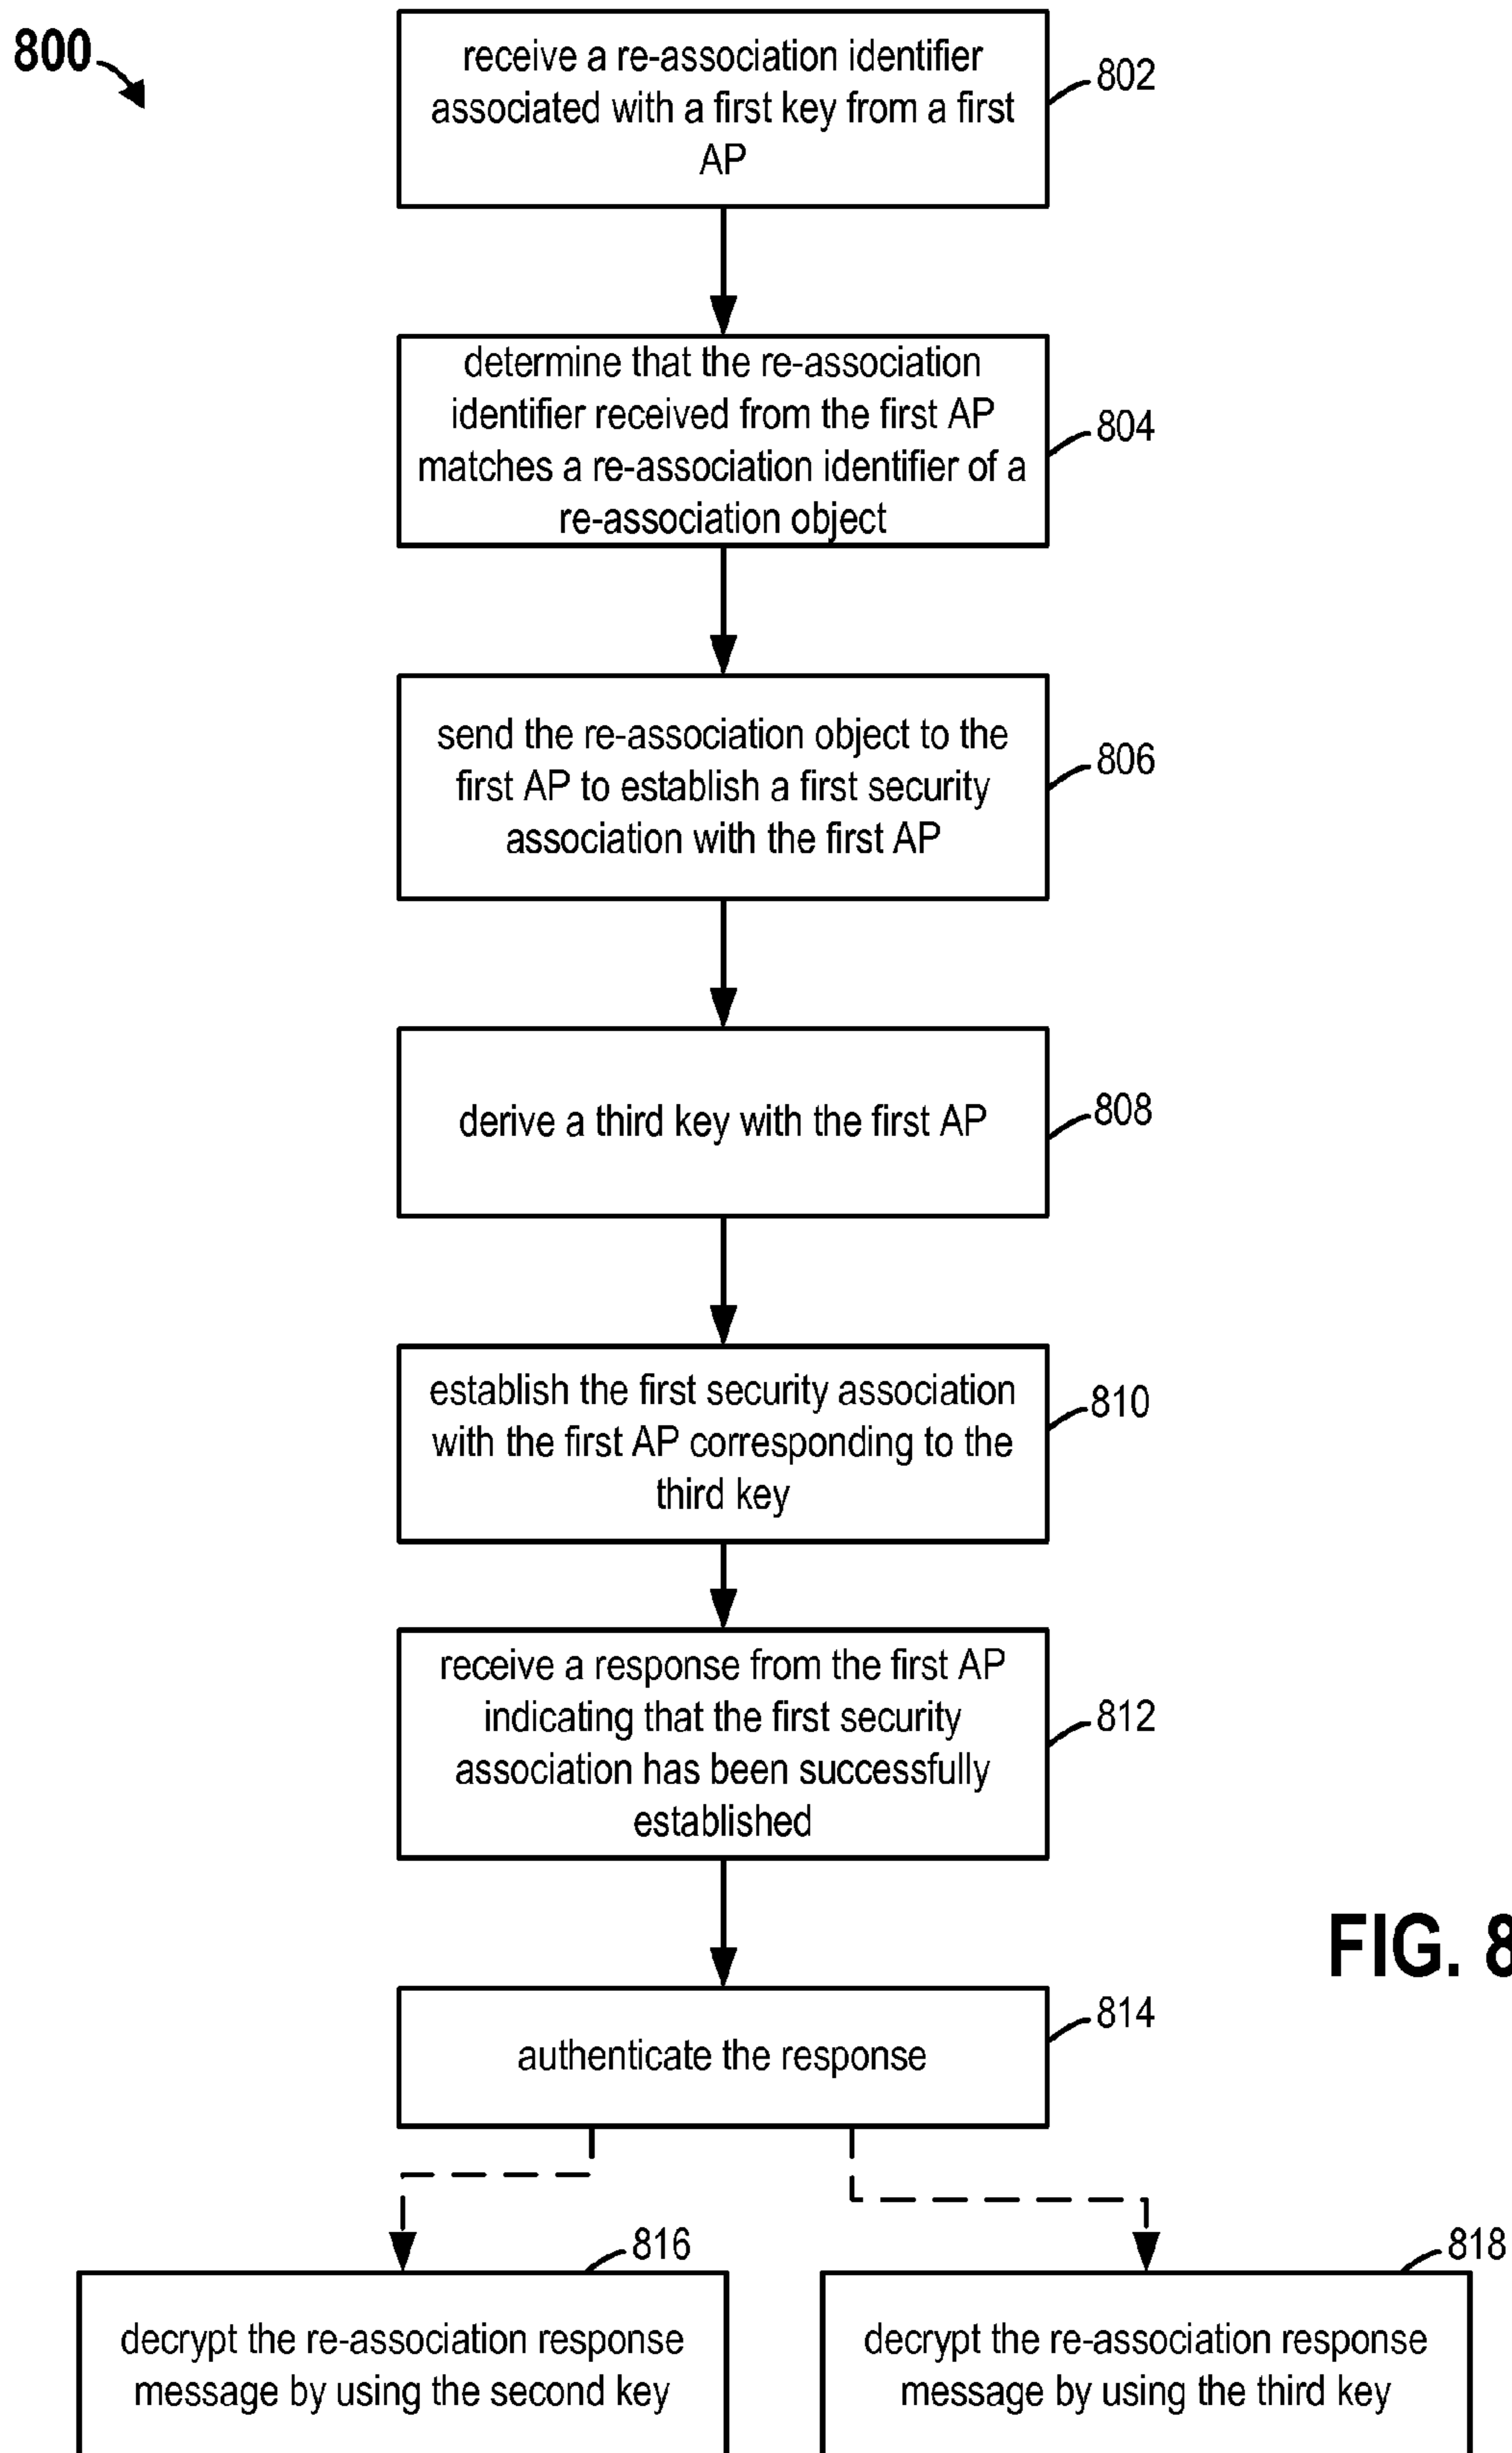 800
receive a re-association identifier
associated with a first key from a first
AP
802
determine that the re-association
identifier received from the first AP
matches a re-association identifier of a
re-association object
804
send the re-association object to the
first AP to establish a first security
association with the first AP
806
derive a third key with the first AP
808
establish the first security association
with the first AP corresponding to the
third key
810
receive a response from the first AP
indicating that the first security
association has been successfully
established
812
FIG. 8
authenticate the response
814
816
decrypt the re-association response
message by using the second key
818
decrypt the re-association response
message by using the third key